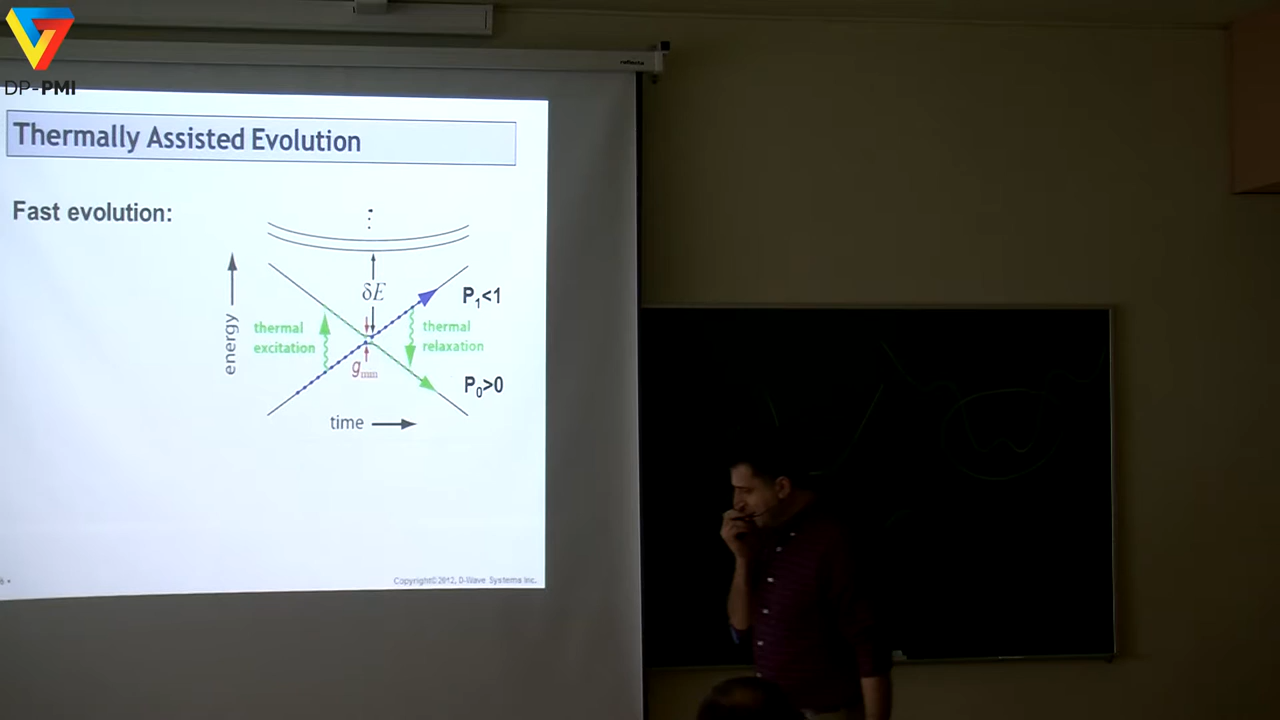 DP-PMI
reflecta
Thermally Assisted Evolution
Fast evolution:
energy
δE
P₁<1
thermal
excitation
thermal
relaxation
gmin
P₀>0
time
Copyright©2012, D-Wave Systems Inc.